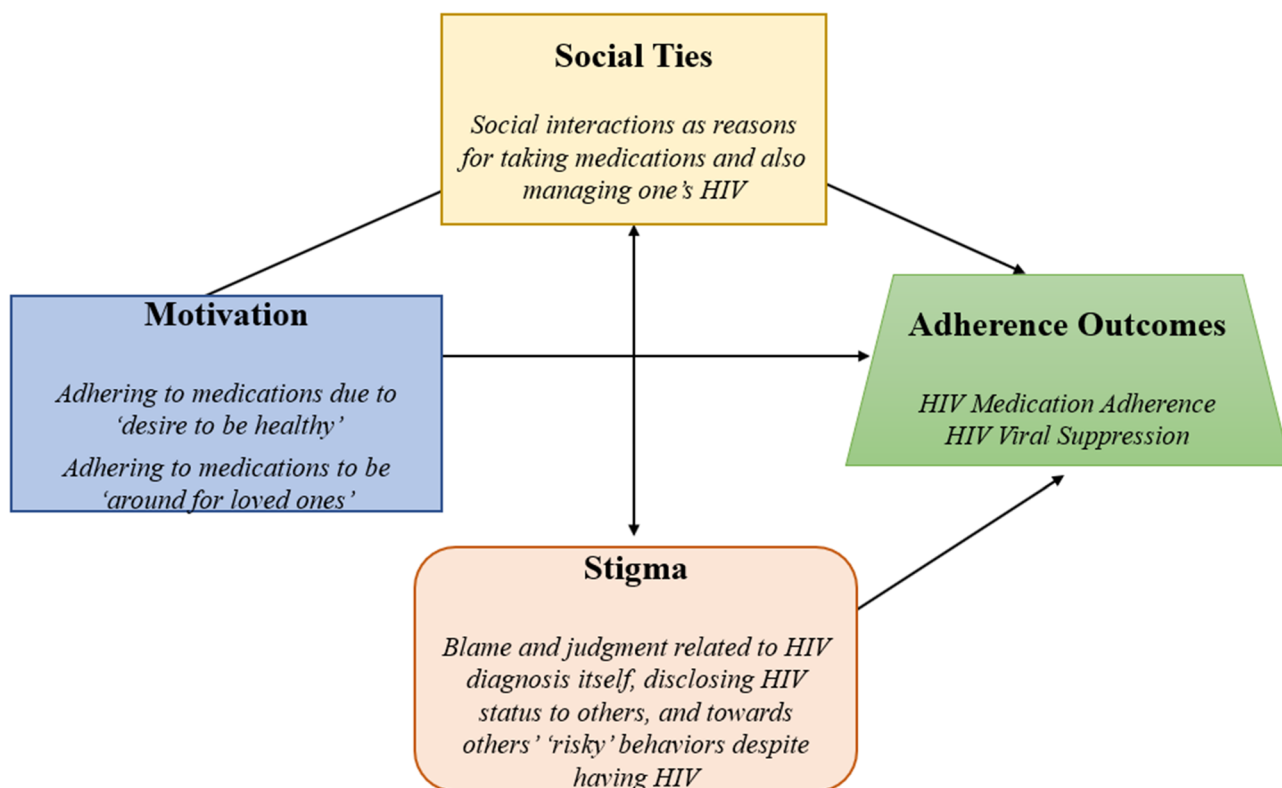 Social Ties
Social interactions as reasons
for taking medications and also
managing one’s HIV
Motivation
Adhering to medications due to
‘desire to be healthy’
Adhering to medications to be
‘around for loved ones’
Adherence Outcomes
HIV Medication Adherence
HIV Viral Suppression
Stigma
Blame and judgment related to HIV
diagnosis itself, disclosing HIV
status to others, and towards
others’ ‘risky’ behaviors despite
having HIV